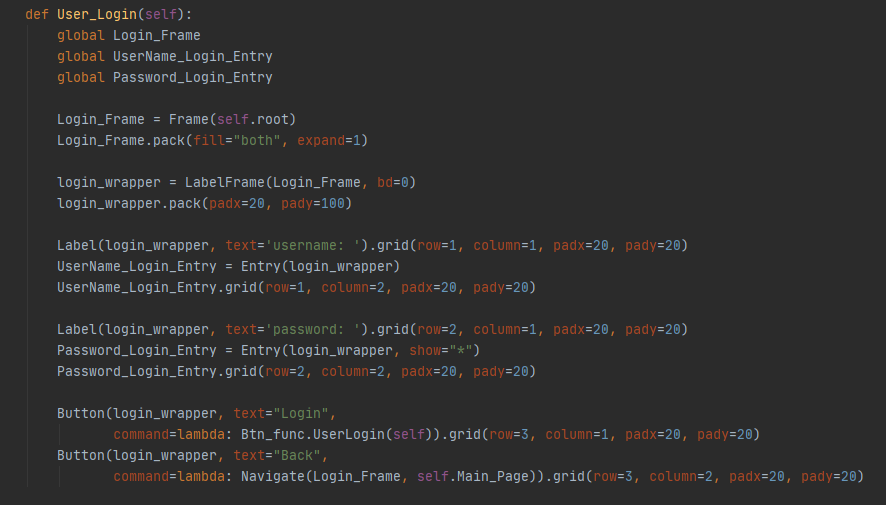 def User_Login(self):
global Login_Frame
global UserName_Login_Entry
global Password_Login_Entry
Login_Frame = Frame(self.root)
Login_Frame.pack(fill="both", expand=1)
login_wrapper = LabelFrame(Login_Frame, bd=0)
login_wrapper.pack(padx=20, pady=100)
Label(login_wrapper, text='username: ').grid(row=1, column=1, padx=20, pady=20)
UserName_Login_Entry = Entry(login_wrapper)
UserName_Login_Entry.grid(row=1, column=2, padx=20, pady=20)
Label(login_wrapper, text='password: ').grid(row=2, column=1, padx=20, pady=20)
Password_Login_Entry = Entry(login_wrapper, show="*")
Password_Login_Entry.grid(row=2, column=2, padx=20, pady=20)
Button(login_wrapper, text="Login",
command=lambda: Btn_func.UserLogin(self)).grid(row=3, column=1, padx=20, pady=20)
Button(login_wrapper, text="Back",
command=lambda: Navigate(Login_Frame, self.Main_Page)).grid(row=3, column=2, padx=20, pady=20)